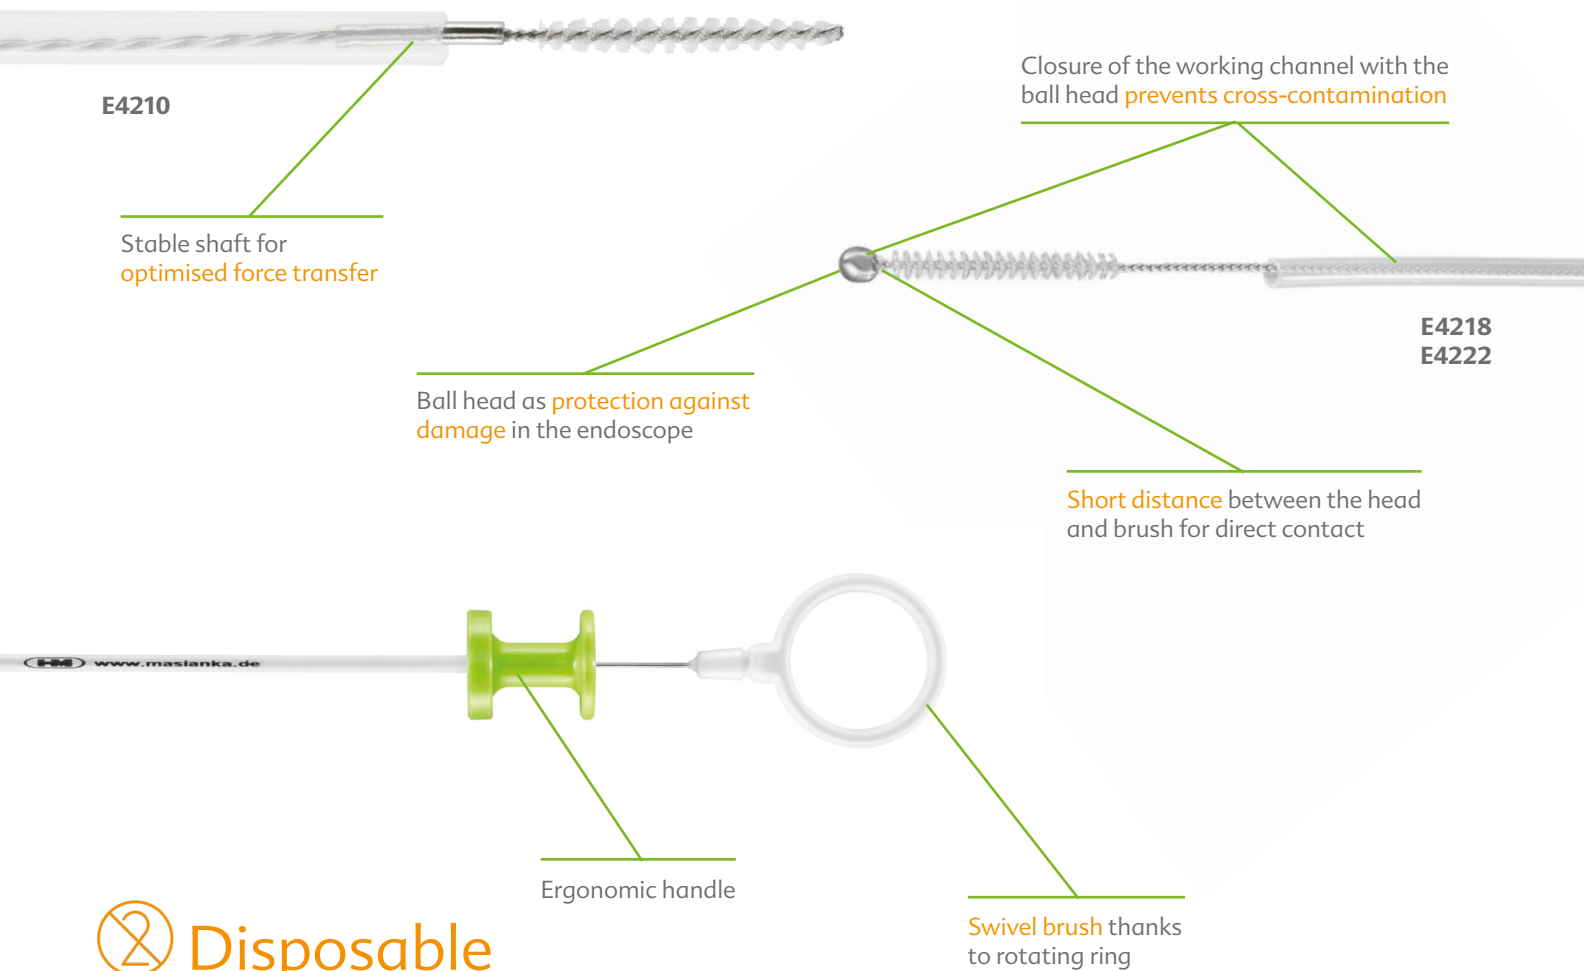 E4210
Closure of the working channel with the
ball head prevents cross-contamination
Stable shaft for
optimised force transfer
E4218
E4222
Ball head as protection against
damage in the endoscope
Short distance between the head
and brush for direct contact
HM www.maslanka.de
Ergonomic handle
Swivel brush thanks
to rotating ring
2 Disposable